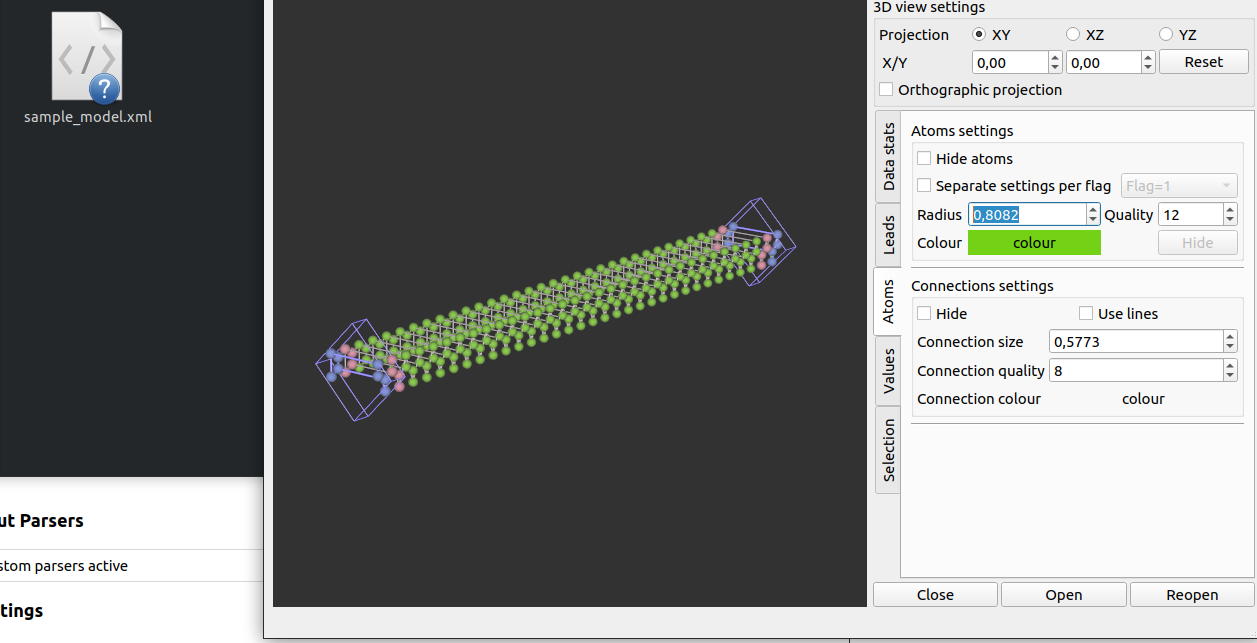 sample_model.xml
ut Parsers
stom parsers active
tings
3D view settings
Projection XY XZ YZ
X/Y 0,00 0,00 Reset
Orthographic projection
Data stats
Leads
Atoms
Values
Selection
Atoms settings
Hide atoms
Separate settings per flag Flag=1
Radius 0,8082 Quality 12
Colour colour Hide
Connections settings
Hide Use lines
Connection size 0,5773
Connection quality 8
Connection colour colour
Close Open Reopen